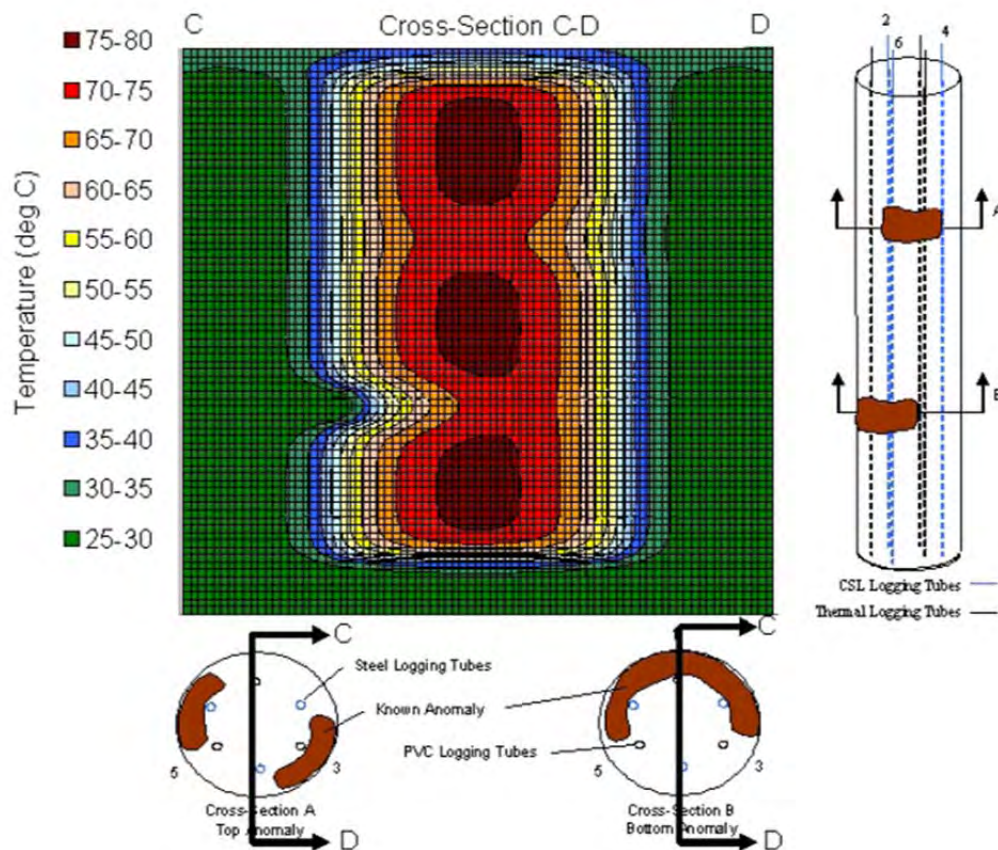 C
Cross-Section C-D
D
Temperature (deg C)
75-80
70-75
65-70
60-65
55-60
50-55
45-50
40-45
35-40
30-35
25-30
2
6
4
A
CSL Logging Tubes
Thermal Logging Tubes
C
C
Steel Logging Tubes
Known Anomaly
PVC Logging Tubes
5
3
5
3
Cross-Section A
Top Anomaly
Cross-Section B
Bottom Anomaly
D
D